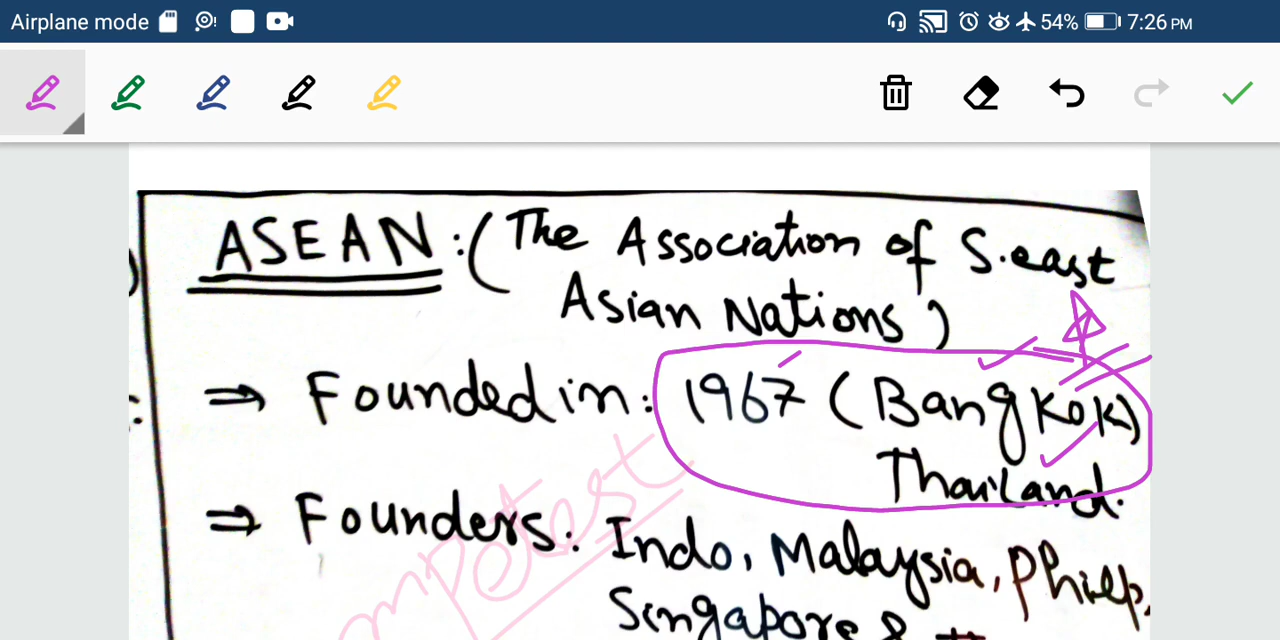 Airplane mode 54% 7:26 PM
ASEAN : (The Association of S.east
Asian Nations)
⇒ Founded in : 1967 (Bangkok)
Thailand.
⇒ Founders : Indo, Malaysia, Philip,
Singapore &